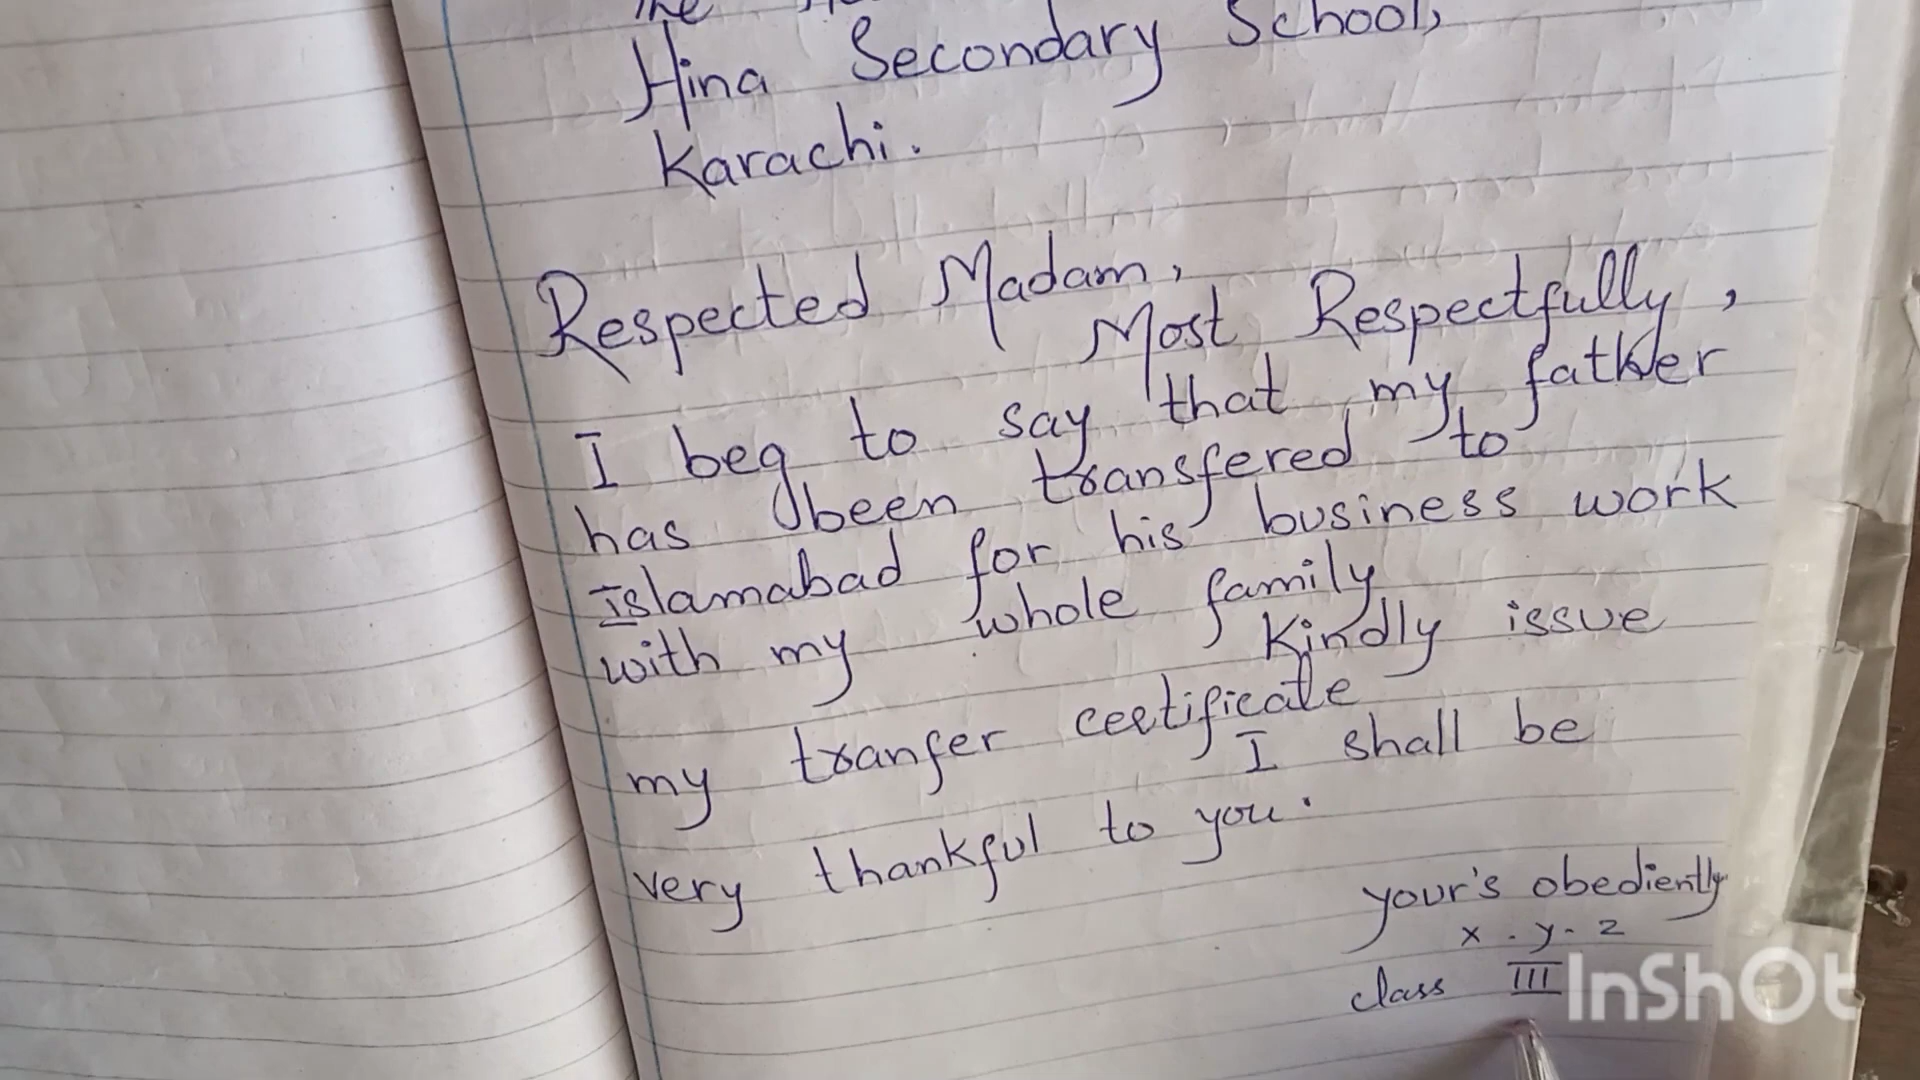 The
Hina Secondary School,
Karachi.
Respected Madam,
Most Respectfully,
I beg to say that my father
has been transfered to
Islamabad for his business work
with my whole family
Kindly issue
my tranfer certificate
I shall be
very thankful to you.
your's obediently
x.y.z
class III
InShOt